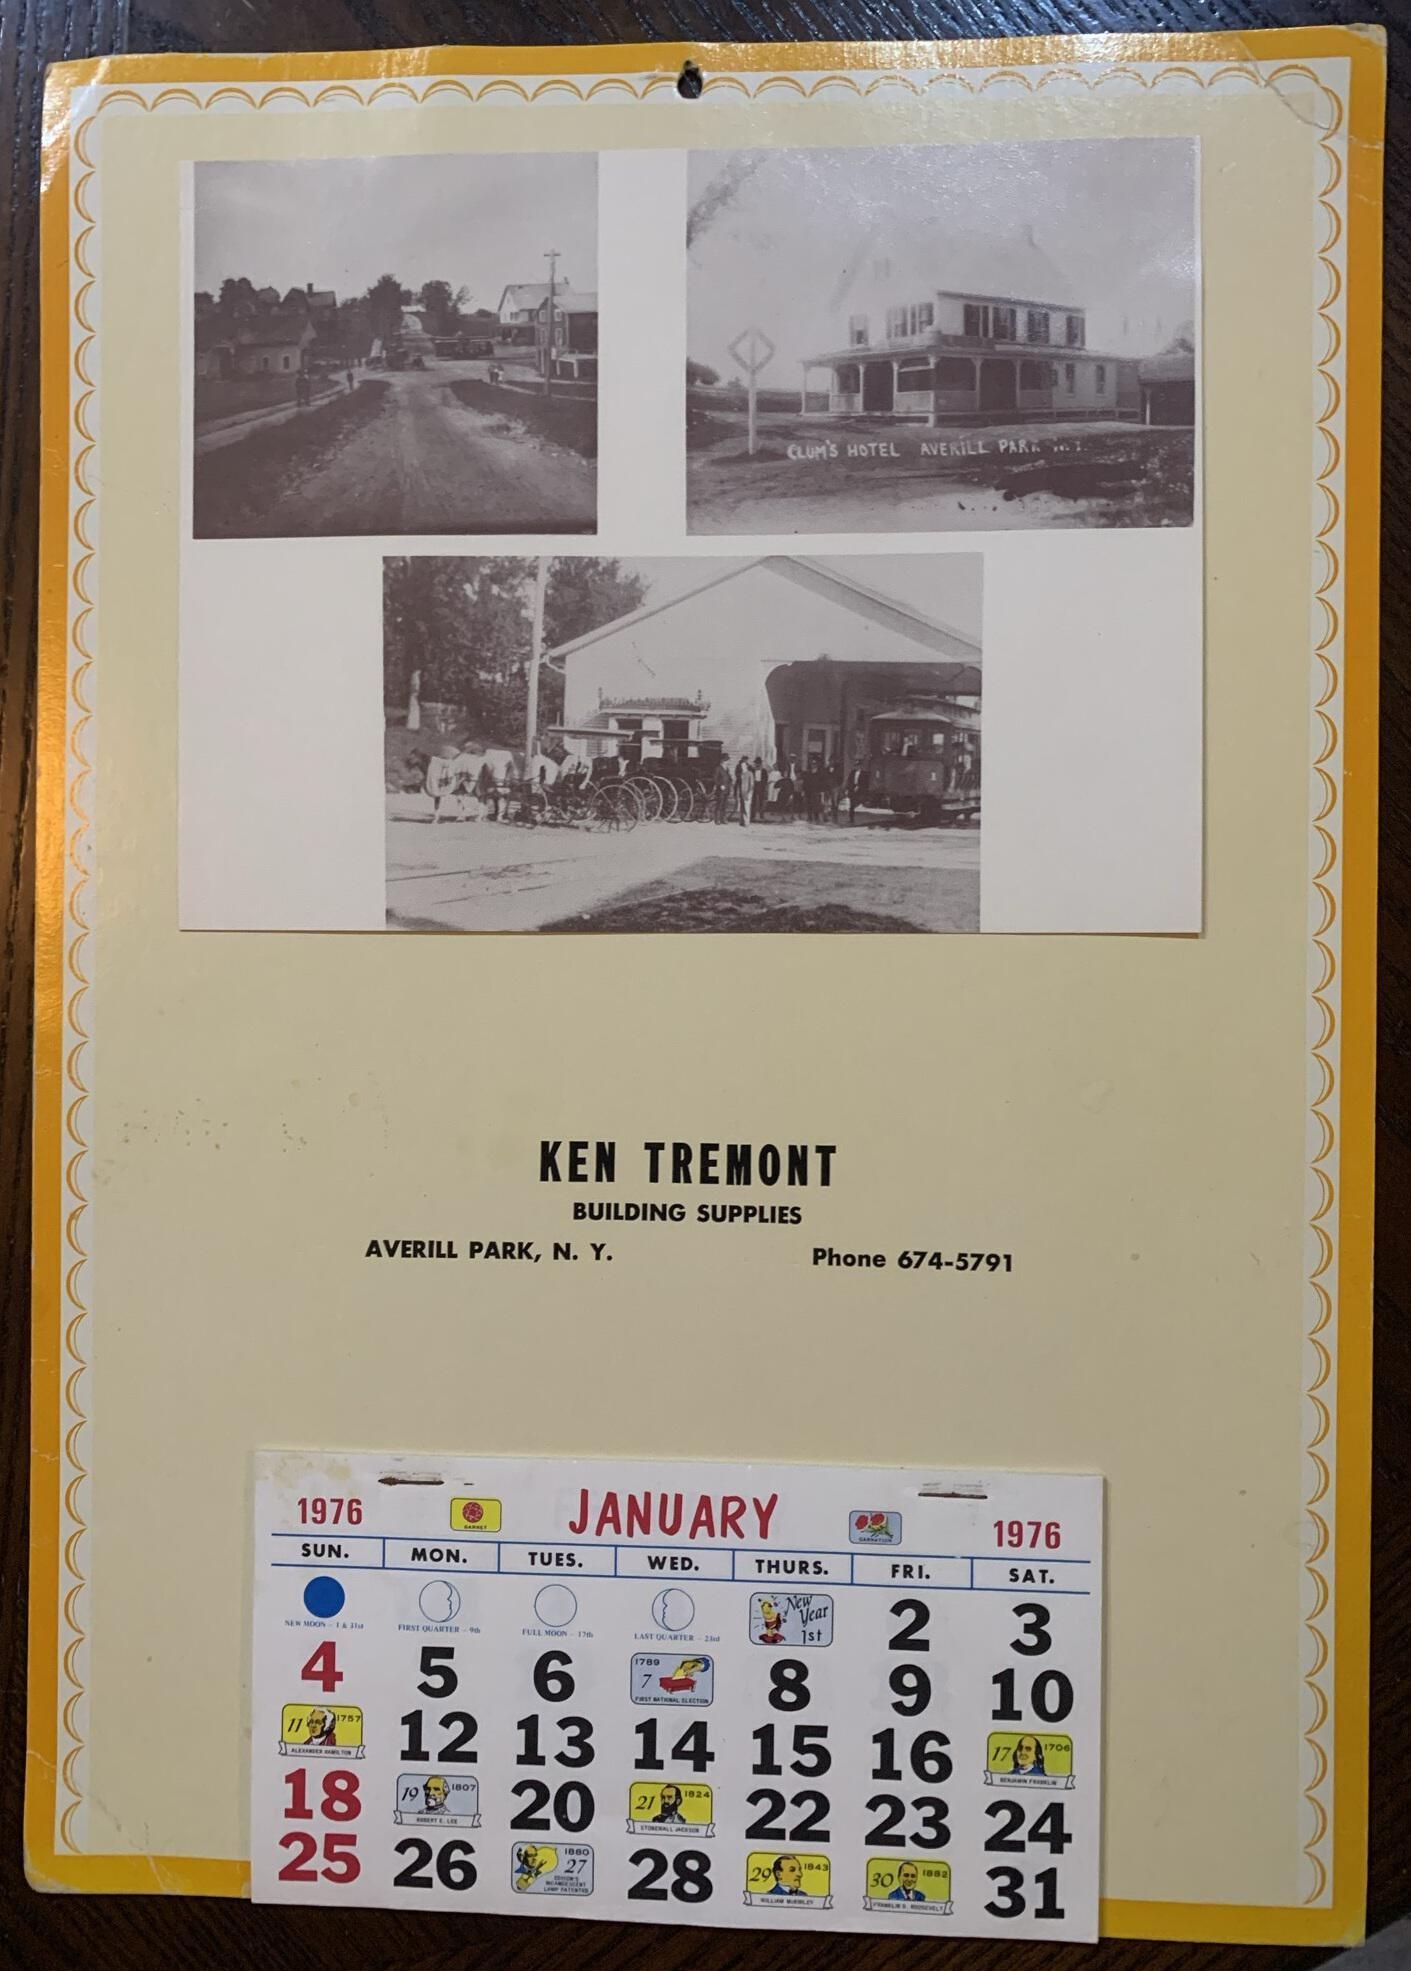 CLUM'S HOTEL AVERILL PARK N.Y.
1
KEN TREMONT
BUILDING SUPPLIES
AVERILL PARK, N. Y. Phone 674-5791
1976 GARNET JANUARY CARNATION 1976
SUN. MON. TUES. WED. THURS. FRI. SAT.
NEW MOON - 1 & 31st FIRST QUARTER - 9th FULL MOON - 17th LAST QUARTER - 23rd New Year 1st 2 3
4 5 6 1789 7 FIRST NATIONAL ELECTION 8 9 10
11 1757 ALEXANDER HAMILTON 12 13 14 15 16 17 1706 BENJAMIN FRANKLIN
18 19 1807 ROBERT E. LEE 20 21 1824 STONEWALL JACKSON 22 23 24
25 26 1880 27 EDISON'S INCANDESCENT LAMP PATENTED 28 29 1843 WILLIAM McKINLEY 30 1882 FRANKLIN D. ROOSEVELT 31